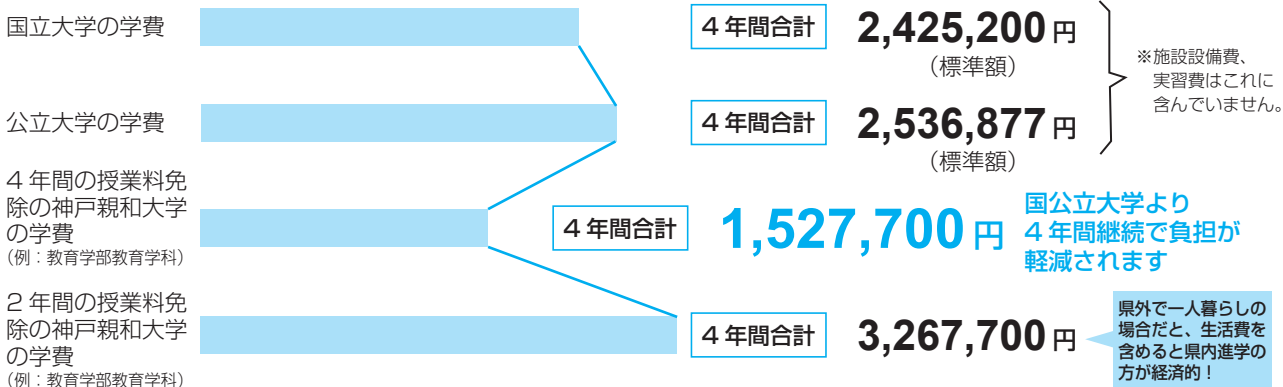 国立大学の学費
4年間合計
2,425,200円
（標準額）
※施設設備費、
実習費はこれに
含んでいません。
公立大学の学費
4年間合計
2,536,877円
（標準額）
4年間の授業料免
除の神戸親和大学
の学費
（例：教育学部教育学科）
4年間合計
1,527,700円
国公立大学より
4年間継続で負担が
軽減されます
2年間の授業料免
除の神戸親和大学
の学費
（例：教育学部教育学科）
4年間合計
3,267,700円
県外で一人暮らしの
場合だと、生活費を
含めると県内進学の
方が経済的！